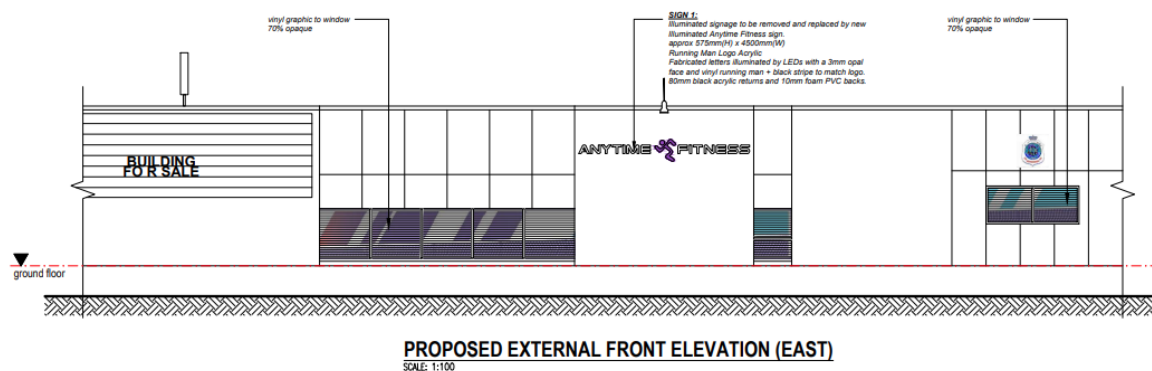 vinyl graphic to window
70% opaque
SIGN 1:
Illuminated signage to be removed and replaced by new
Illuminated Anytime Fitness sign.
approx 575mm(H) x 4500mm(W)
Running Man Logo Acrylic
Fabricated letters illuminated by LEDs with a 3mm opal
face and vinyl running man + black stripe to match logo.
80mm black acrylic returns and 10mm foam PVC backs.
vinyl graphic to window
70% opaque
BUILDING
FO R SALE
ANYTIME FITNESS
ground floor
PROPOSED EXTERNAL FRONT ELEVATION (EAST)
SCALE: 1:100